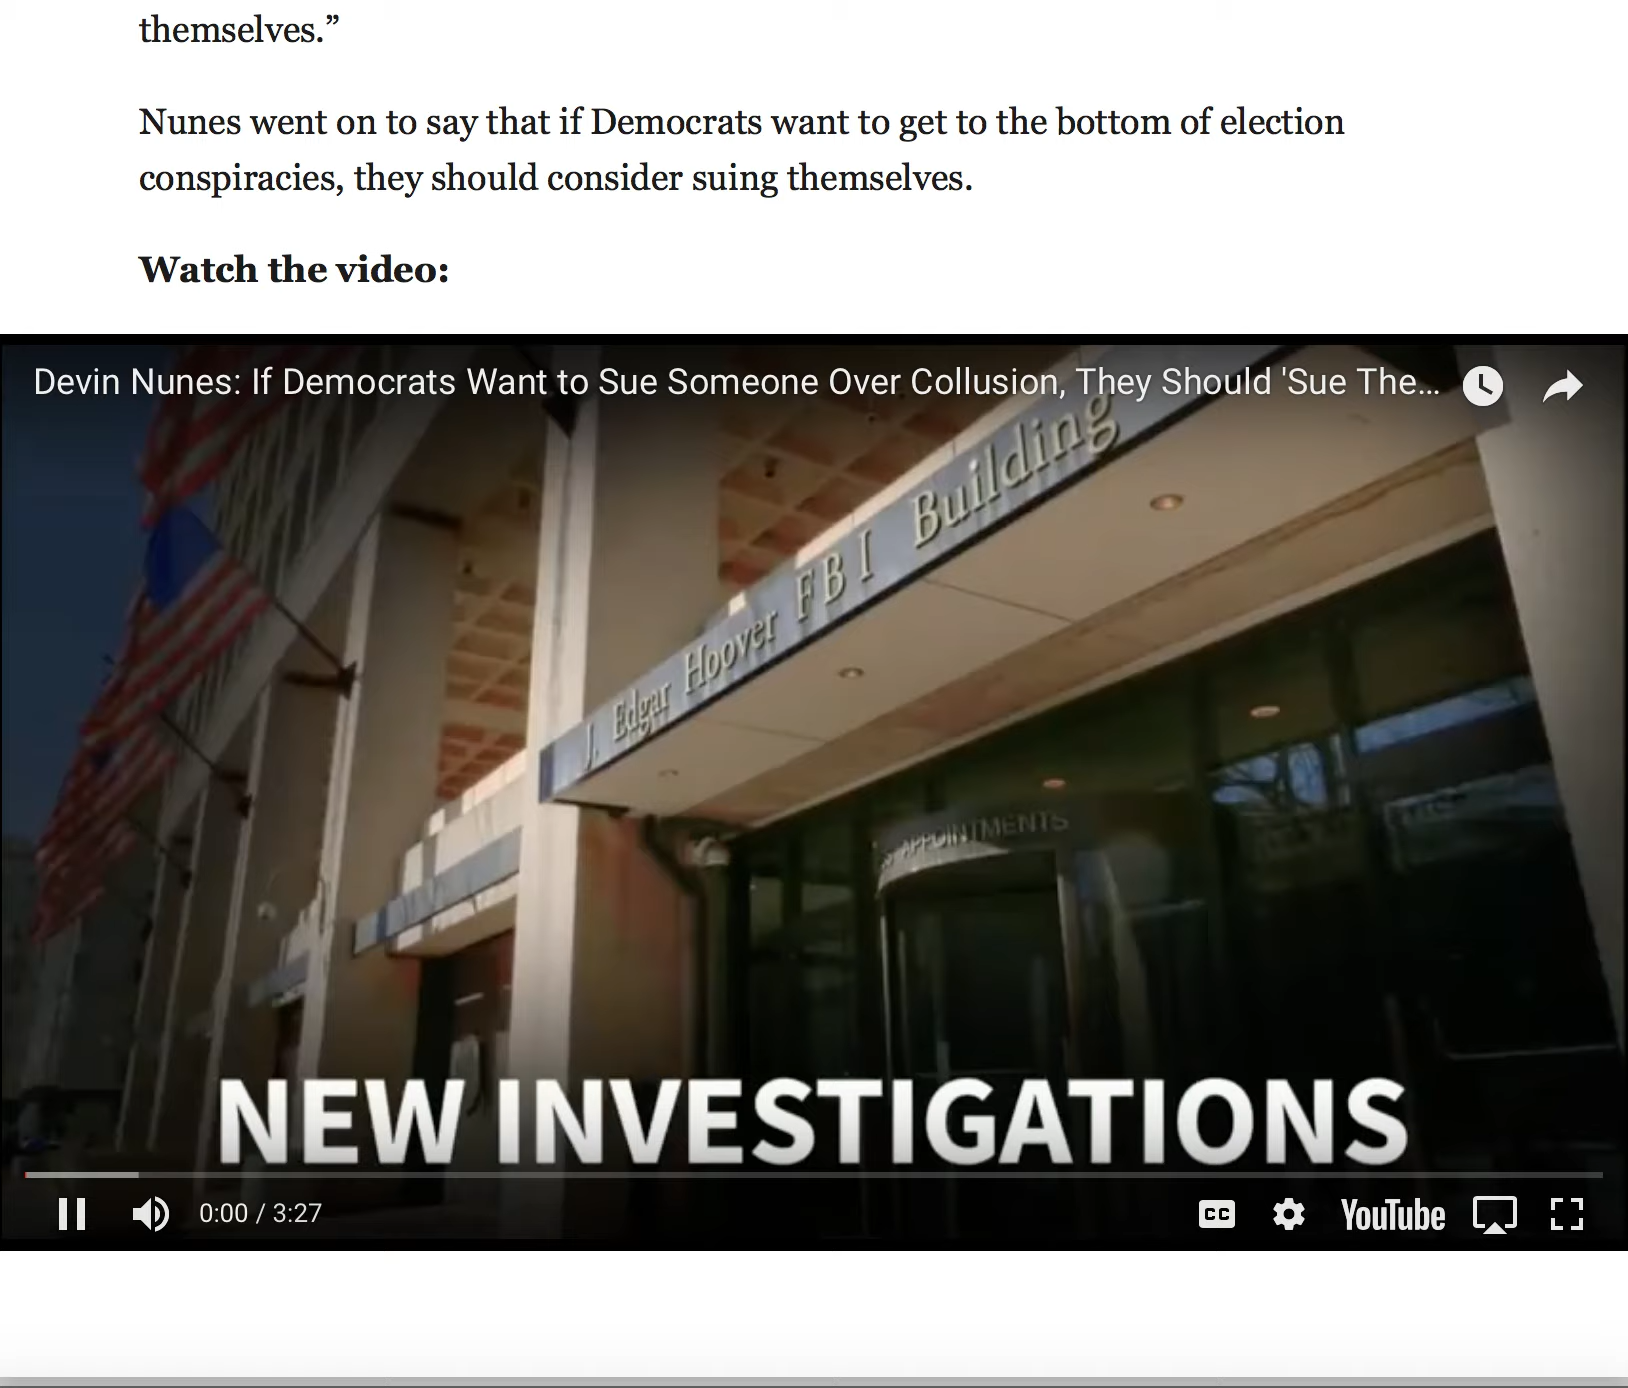 themselves.”
Nunes went on to say that if Democrats want to get to the bottom of election
conspiracies, they should consider suing themselves.
Watch the video:
Devin Nunes: If Democrats Want to Sue Someone Over Collusion, They Should 'Sue The...
J. Edgar Hoover FBI Building
APPOINTMENTS
NEW INVESTIGATIONS
0:00 / 3:27
CC
YouTube